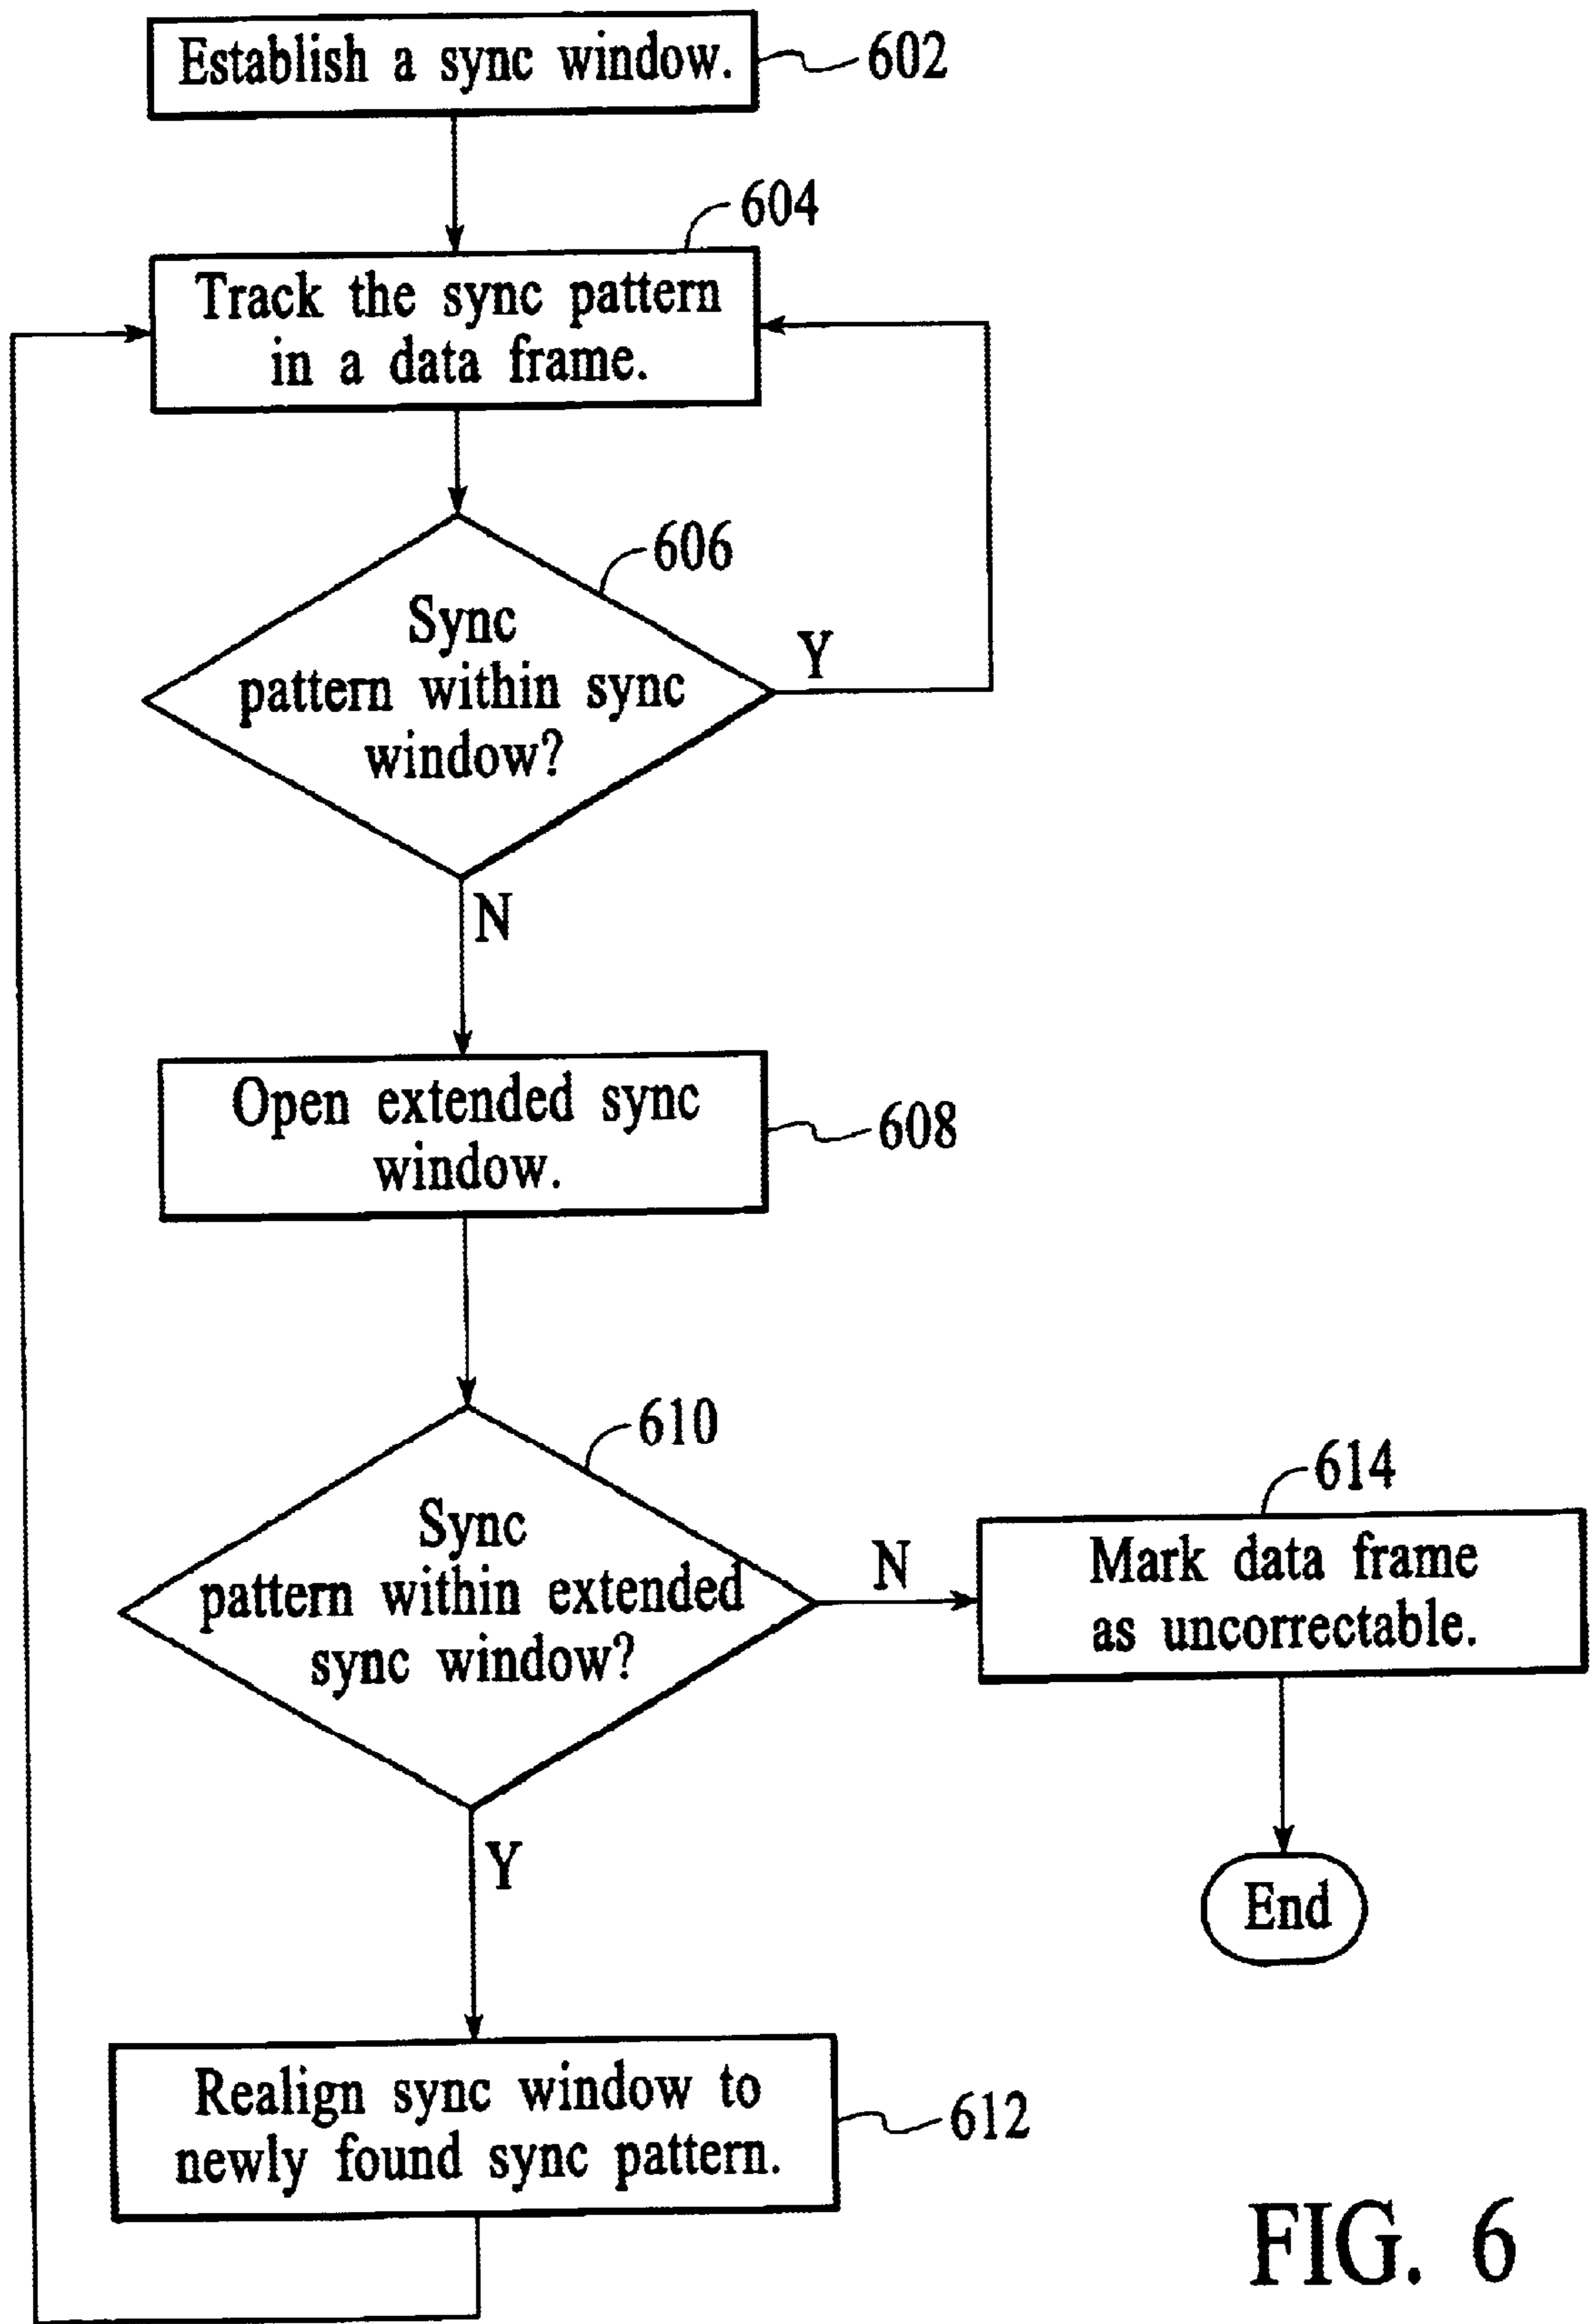 Establish a sync window.
602
604
Track the sync pattern
in a data frame.
606
Sync
pattern within sync
window?
Y
N
Open extended sync
window.
608
610
Sync
pattern within extended
sync window?
N
614
Mark data frame
as uncorrectable.
Y
End
Realign sync window to
newly found sync pattern.
612
FIG. 6